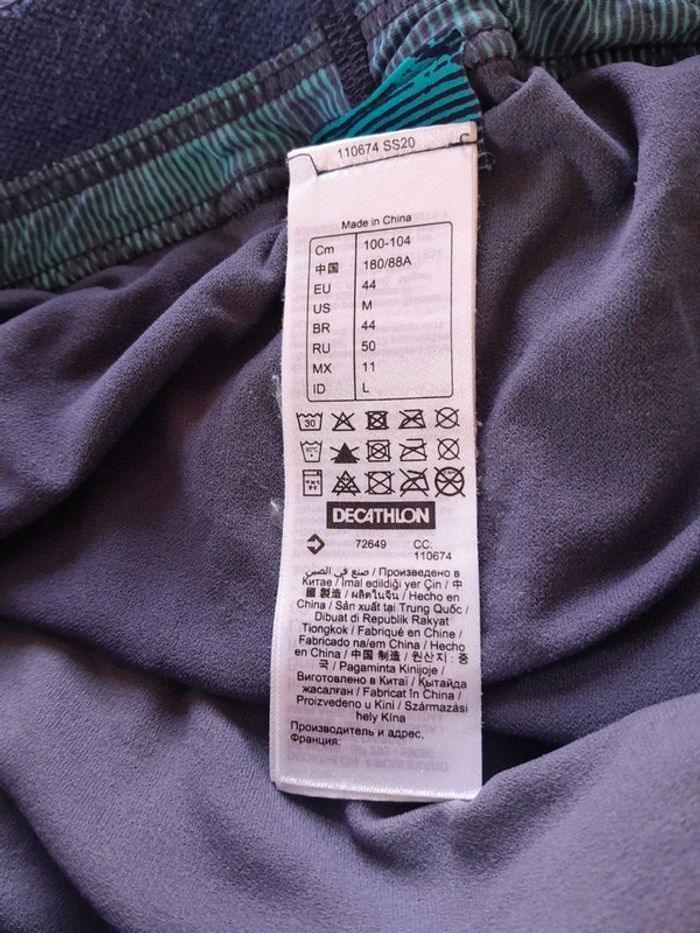 110674 SS20
Made in China
Cm 100-104
中国 180/88A
EU 44
US M
BR 44
RU 50
MX 11
ID L
30
DECATHLON
72649 CC.
110674
صنع في الصين / Произведено в
Китае / İmal edildiği yer Çin / 中
國製造 / ผลิตในจีน / Hecho en
China / Sản xuất tại Trung Quốc /
Dibuat di Republik Rakyat
Tiongkok / Fabriqué en Chine /
Fabricado na/em China / Hecho
en China / 中国 制造 / 원산지 : 중
국 / Pagaminta Kinijoje /
Виготовлено в Китаї / Қытайда
жасалған / Fabricat în China /
Proizvedeno u Kini / Származási
hely Kína
Производитель и адрес,
Франция: